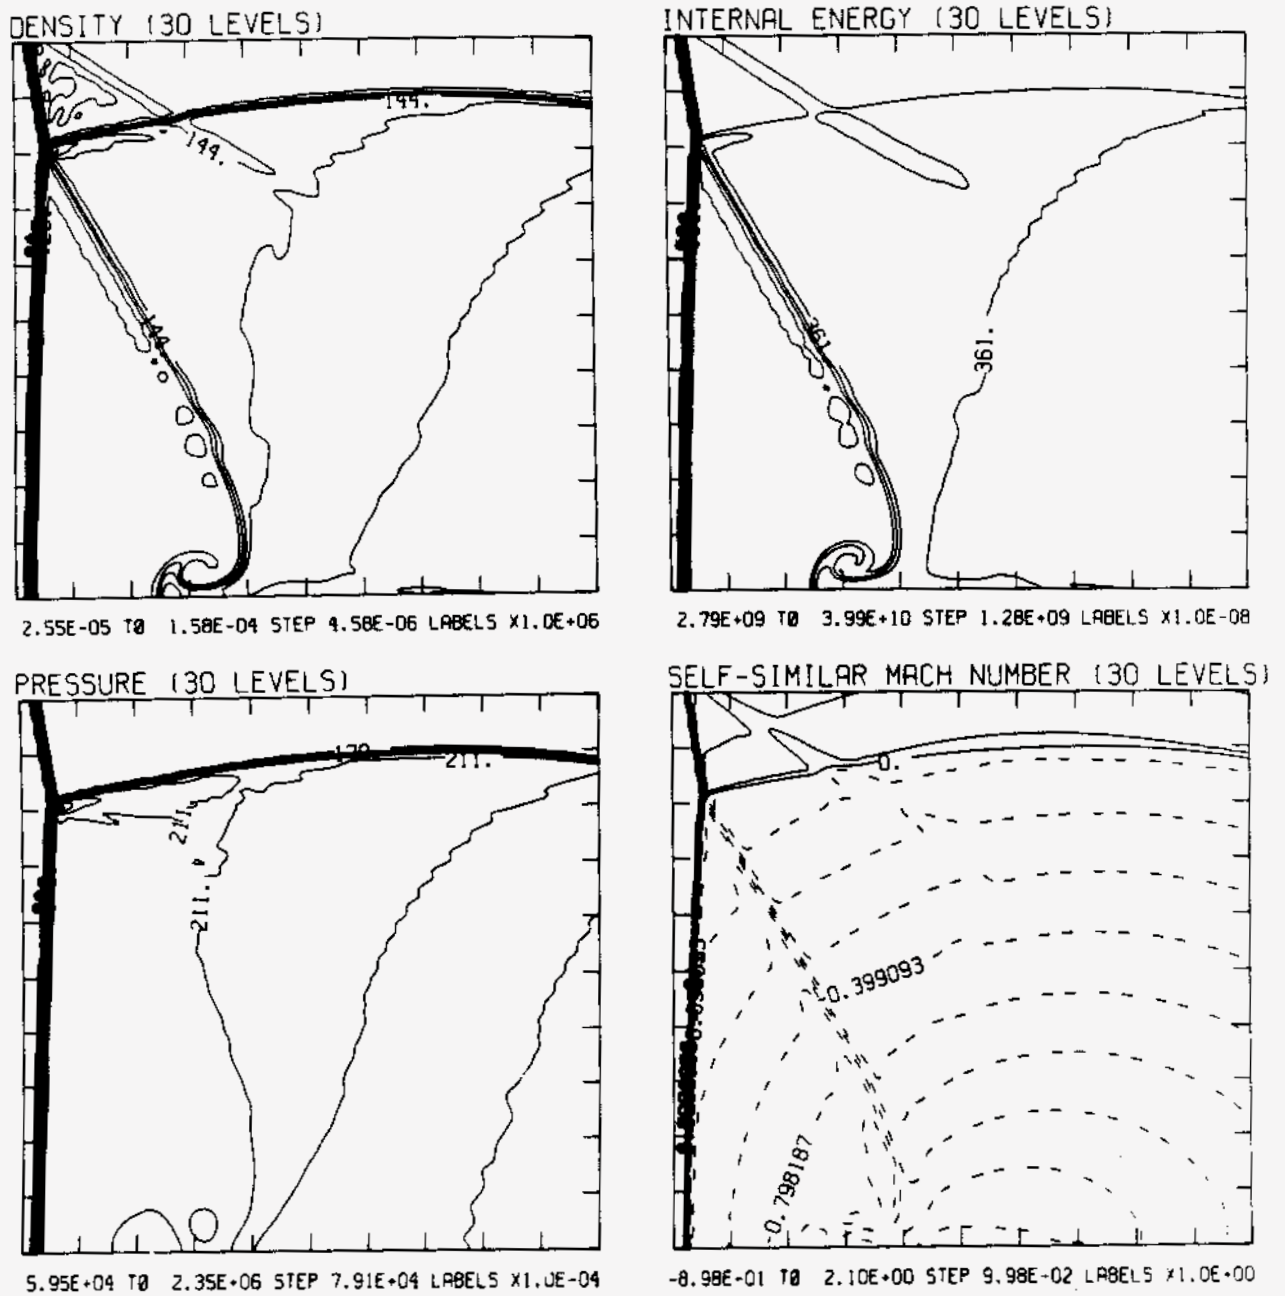 DENSITY (30 LEVELS)
144.
144.
144.
2.55E-05 TO 1.58E-04 STEP 4.58E-06 LABELS X1.0E+06
INTERNAL ENERGY (30 LEVELS)
361.
361.
2.79E+09 TO 3.99E+10 STEP 1.28E+09 LABELS X1.0E-08
PRESSURE (30 LEVELS)
211.
211.
211.
5.95E+04 TO 2.35E+06 STEP 7.91E+04 LABELS X1.0E-04
SELF-SIMILAR MACH NUMBER (30 LEVELS)
0.
-0.399093
-0.798187
-8.98E-01 TO 2.10E+00 STEP 9.98E-02 LABELS X1.0E+00